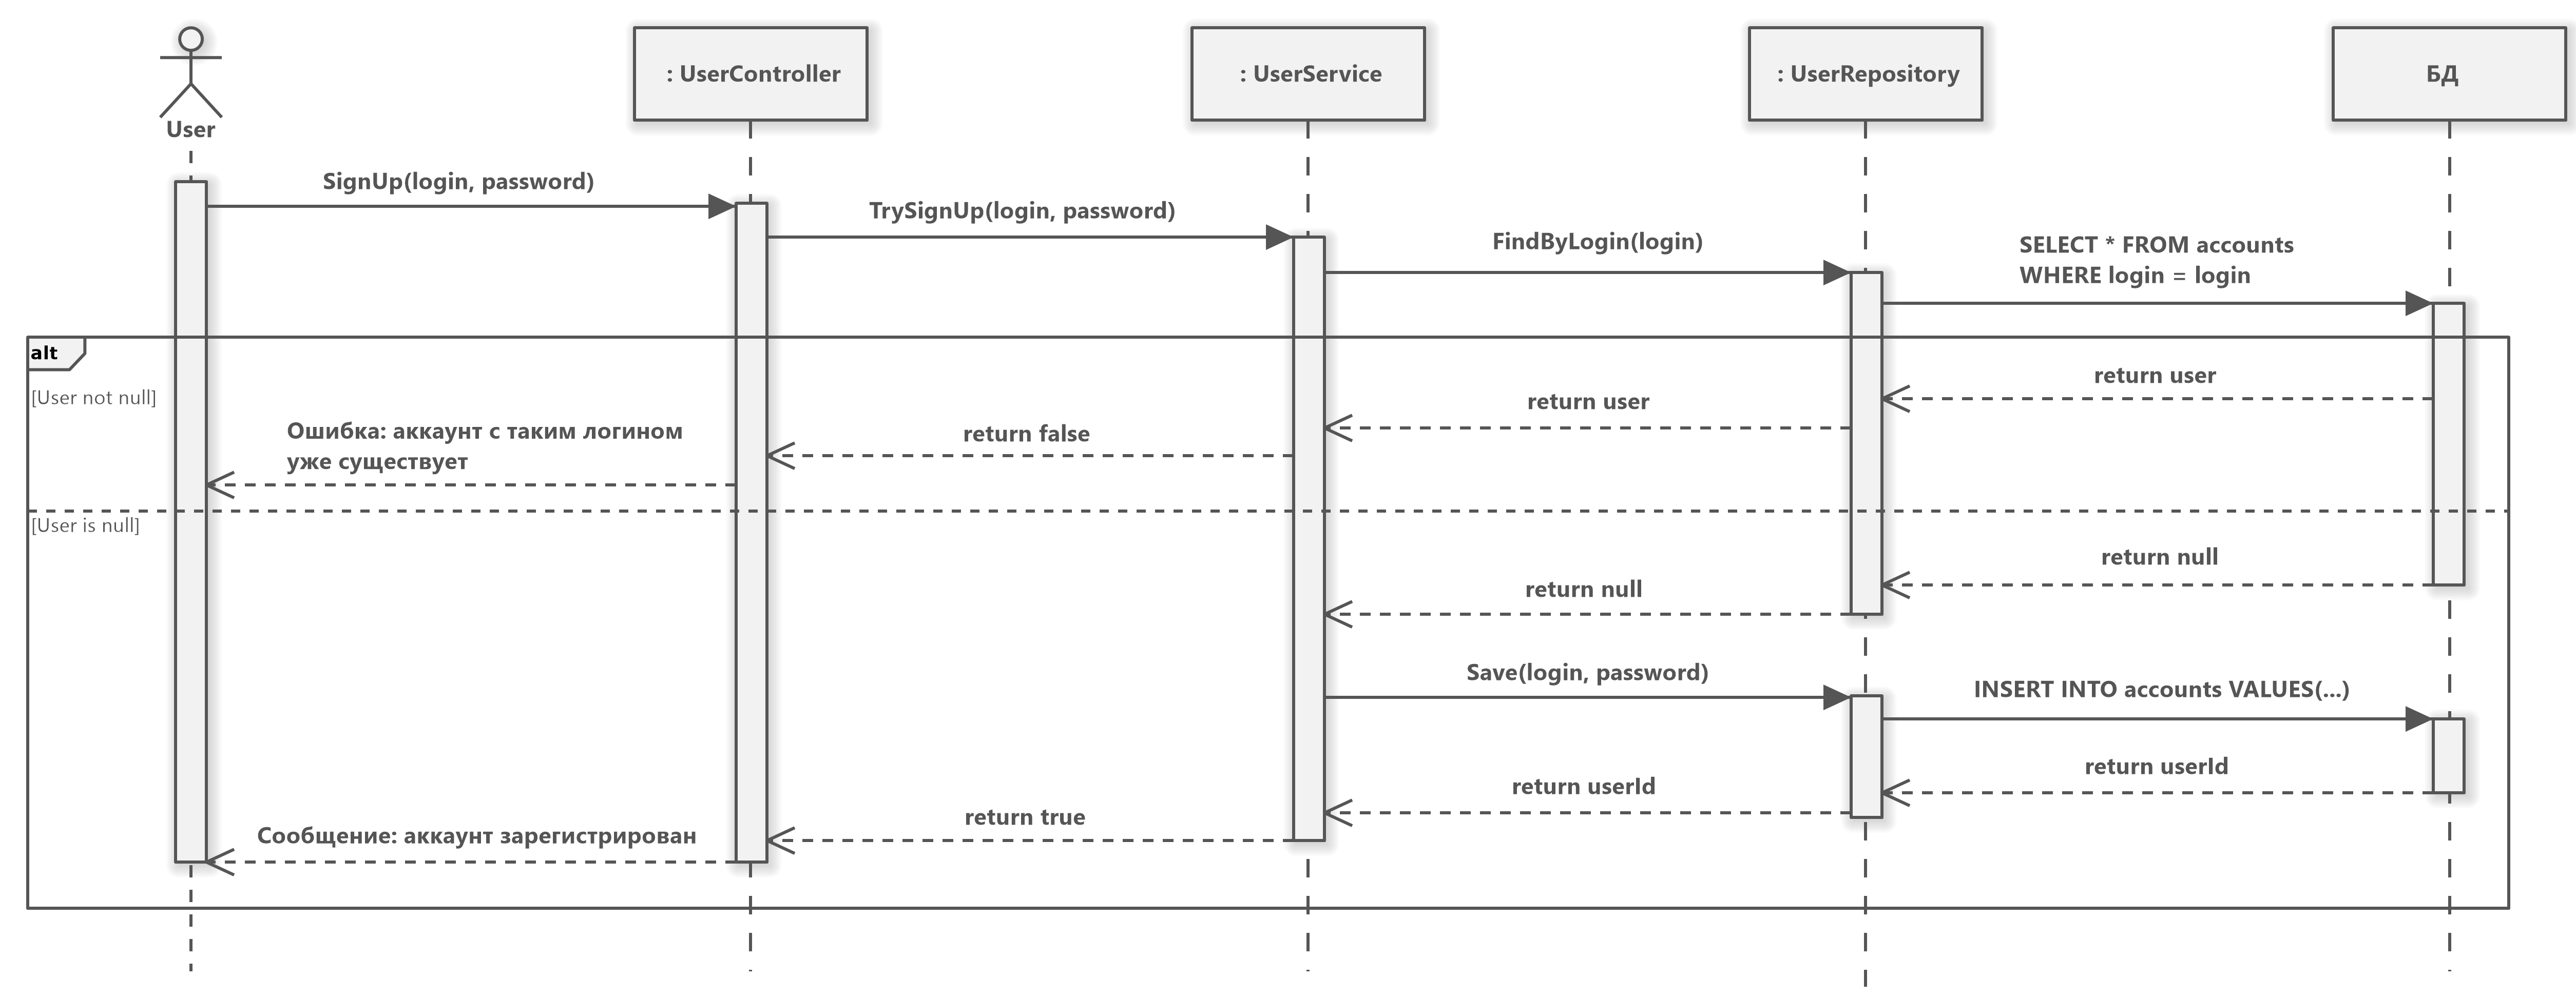 User
: UserController
: UserService
: UserRepository
БД
SignUp(login, password)
TrySignUp(login, password)
FindByLogin(login)
SELECT * FROM accounts
WHERE login = login
alt
[User not null]
return user
return user
return false
Ошибка: аккаунт с таким логином
уже существует
[User is null]
return null
return null
Save(login, password)
INSERT INTO accounts VALUES(...)
return userId
return userId
return true
Сообщение: аккаунт зарегистрирован